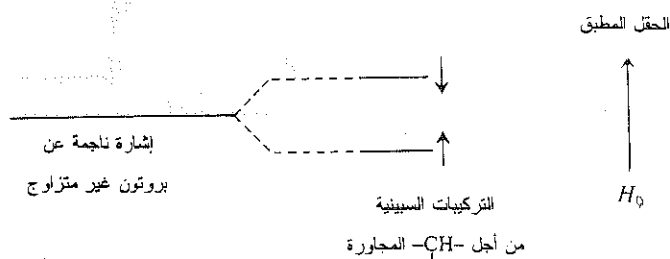 الحقل المطبق
إشارة ناجمة عن
بروتون غير متزاوج
H₀
التركيبات السبينية
من أجل –CH– المجاورة